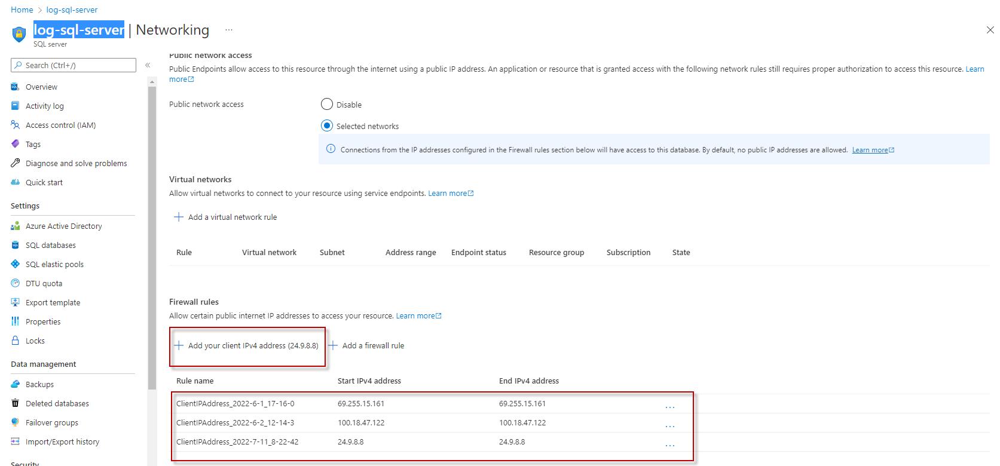 Home > log-sql-server
log-sql-server | Networking ...
SQL server
Search (Ctrl+/)
«
Overview
Activity log
Access control (IAM)
Tags
Diagnose and solve problems
Quick start
Settings
Azure Active Directory
SQL databases
SQL elastic pools
DTU quota
Export template
Properties
Locks
Data management
Backups
Deleted databases
Failover groups
Import/Export history
Security
Public network access
Public Endpoints allow access to this resource through the internet using a public IP address. An application or resource that is granted access with the following network rules still requires proper authorization to access this resource. Learn
more
Public network access
Disable
Selected networks
Connections from the IP addresses configured in the Firewall rules section below will have access to this database. By default, no public IP addresses are allowed. Learn more
Virtual networks
Allow virtual networks to connect to your resource using service endpoints. Learn more
+ Add a virtual network rule
Rule Virtual network Subnet Address range Endpoint status Resource group Subscription State
Firewall rules
Allow certain public internet IP addresses to access your resource. Learn more
+ Add your client IPv4 address (24.9.8.8) + Add a firewall rule
Rule name Start IPv4 address End IPv4 address
ClientIPAddress_2022-6-1_17-16-0 69.255.15.161 69.255.15.161 ...
ClientIPAddress_2022-6-2_12-14-3 100.18.47.122 100.18.47.122 ...
ClientIPAddress_2022-7-11_8-22-42 24.9.8.8 24.9.8.8 ...